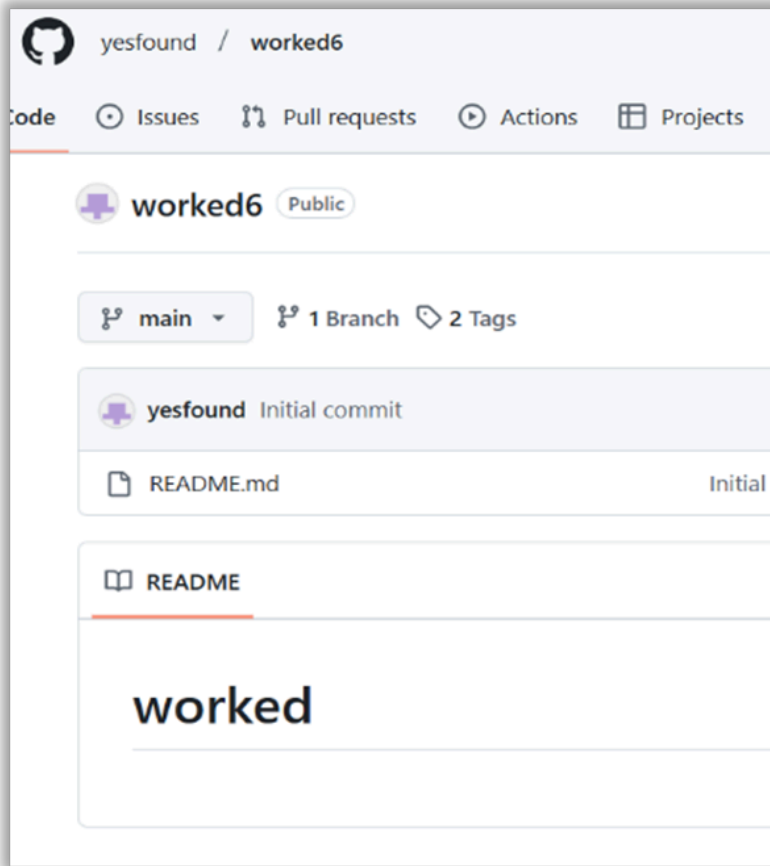 yesfound / worked6
Code Issues Pull requests Actions Projects
worked6 Public
main 1 Branch 2 Tags
yesfound Initial commit
README.md Initial
README
worked